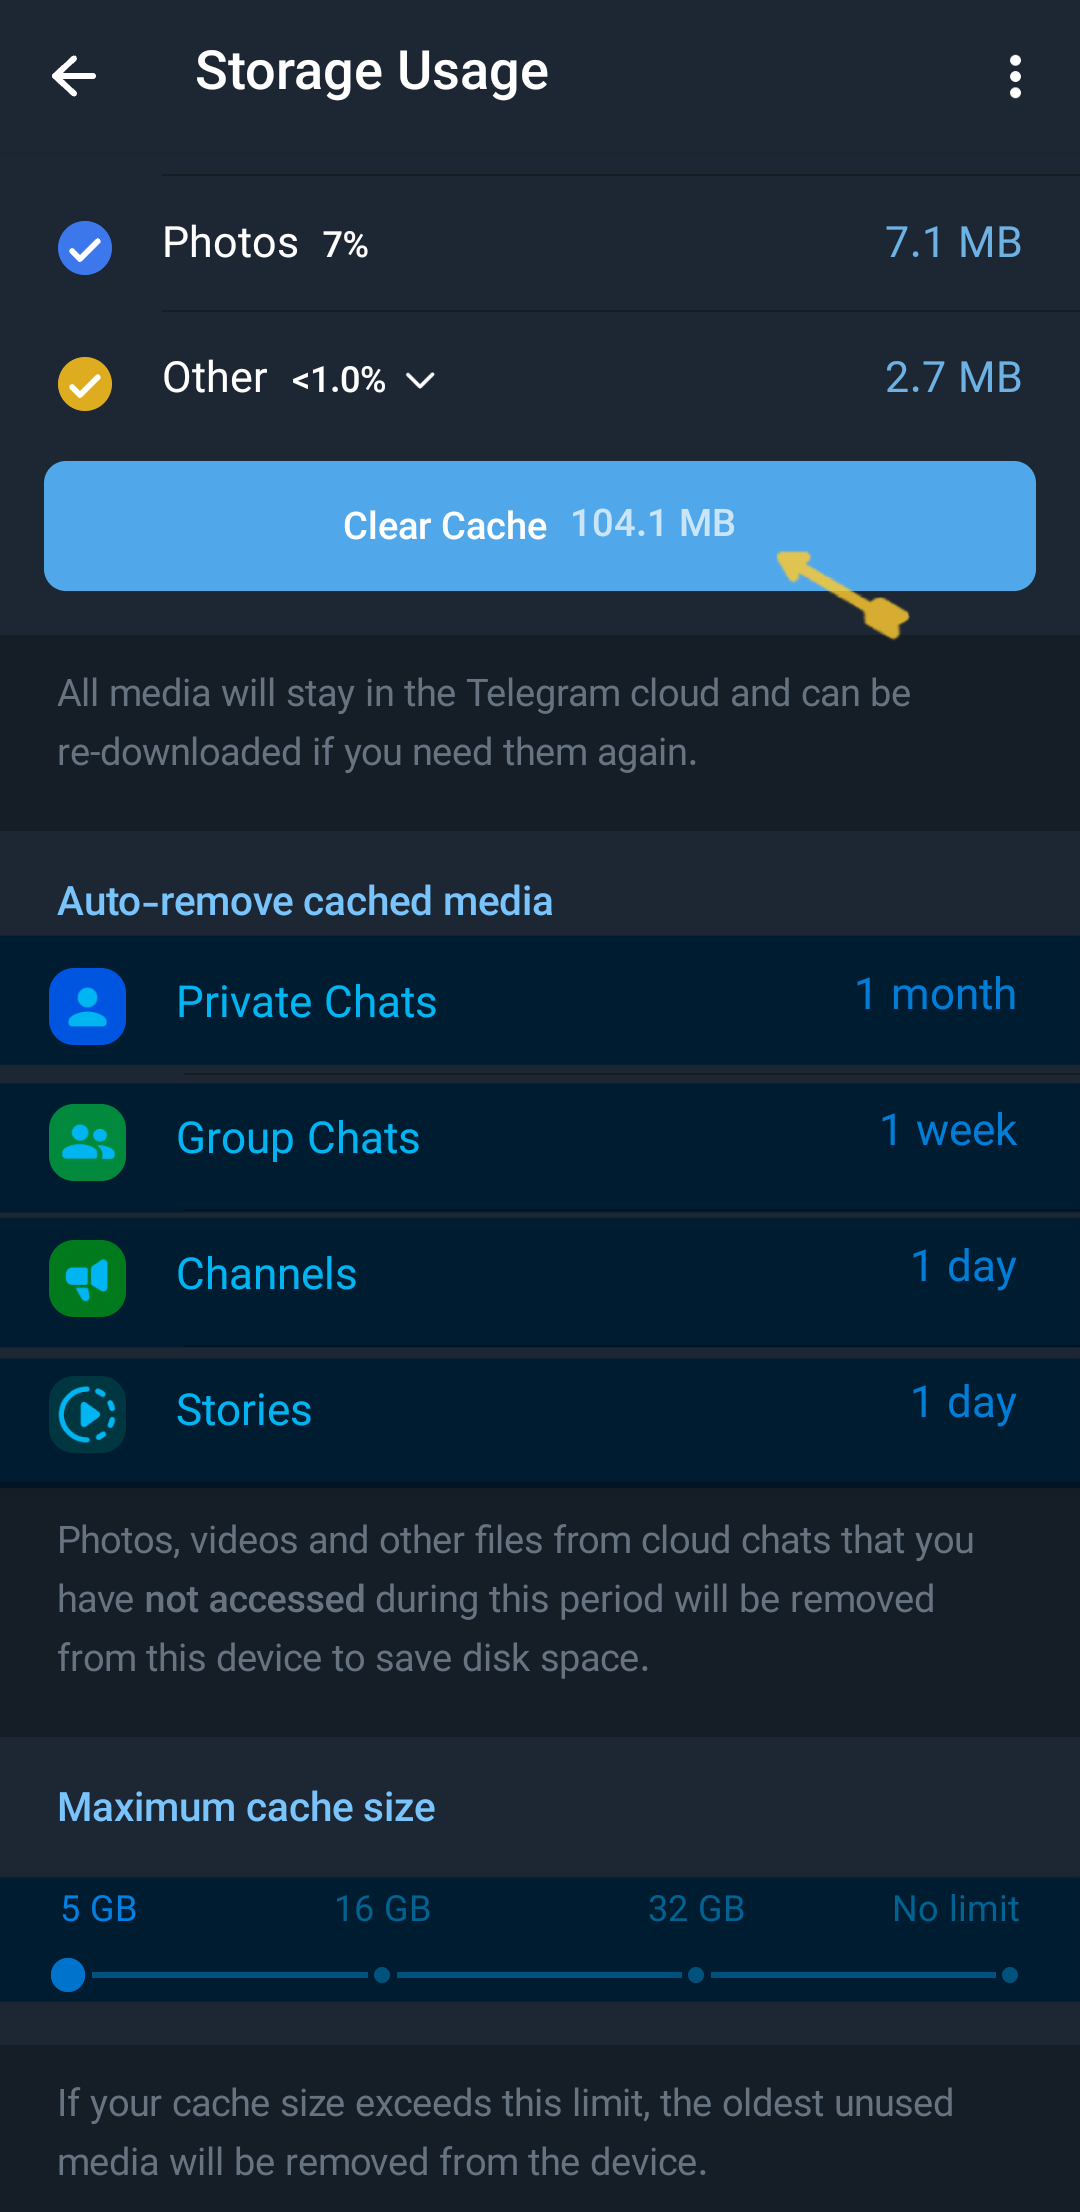 Storage Usage
Photos 7% 7.1 MB
Other <1.0% 2.7 MB
Clear Cache 104.1 MB
All media will stay in the Telegram cloud and can be
re-downloaded if you need them again.
Auto-remove cached media
Private Chats 1 month
Group Chats 1 week
Channels 1 day
Stories 1 day
Photos, videos and other files from cloud chats that you
have not accessed during this period will be removed
from this device to save disk space.
Maximum cache size
5 GB 16 GB 32 GB No limit
If your cache size exceeds this limit, the oldest unused
media will be removed from the device.